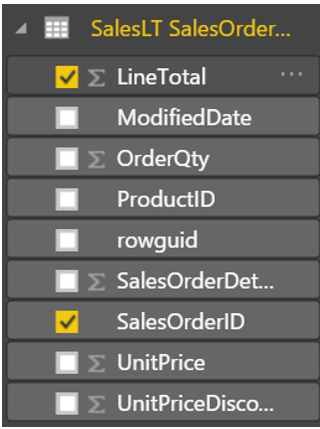 SalesLT SalesOrder...
Σ LineTotal ...
ModifiedDate
Σ OrderQty
ProductID
rowguid
Σ SalesOrderDet...
SalesOrderID
Σ UnitPrice
Σ UnitPriceDisco...